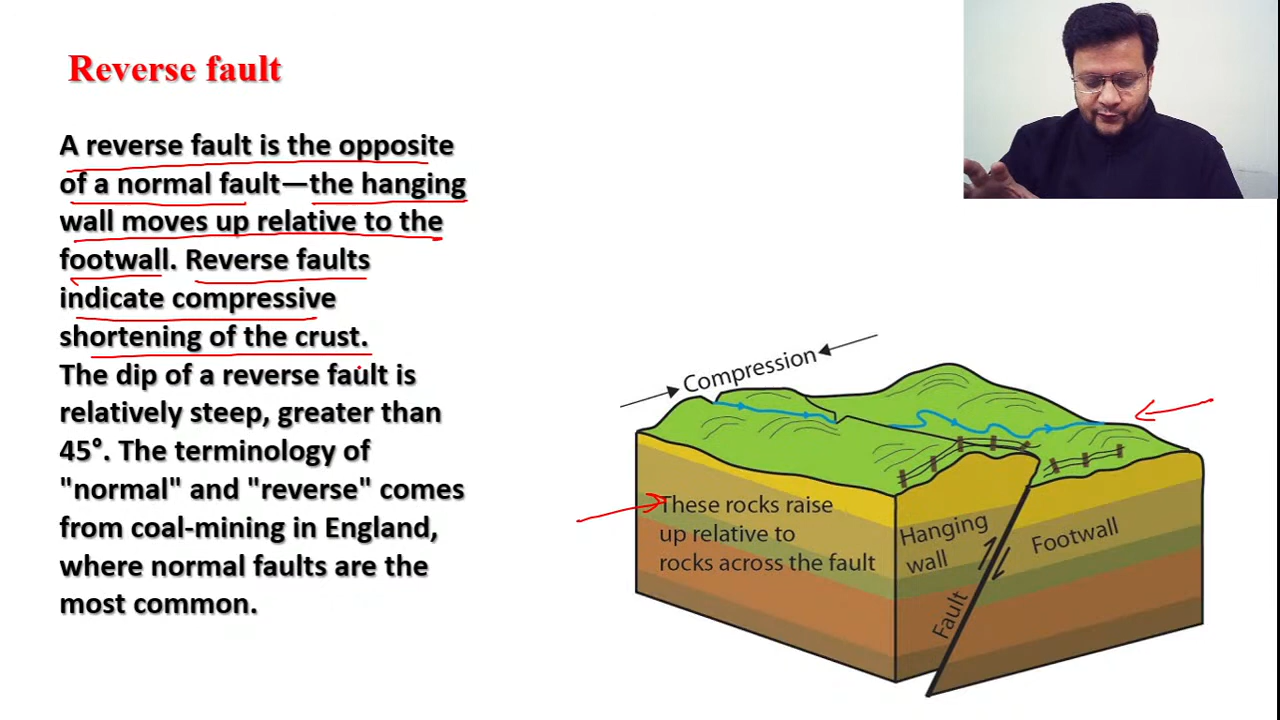 Reverse fault
A reverse fault is the opposite
of a normal fault—the hanging
wall moves up relative to the
footwall. Reverse faults
indicate compressive
shortening of the crust.
The dip of a reverse fault is
relatively steep, greater than
45°. The terminology of
"normal" and "reverse" comes
from coal-mining in England,
where normal faults are the
most common.
Compression
These rocks raise
up relative to
rocks across the fault
Hanging
wall
Fault
Footwall